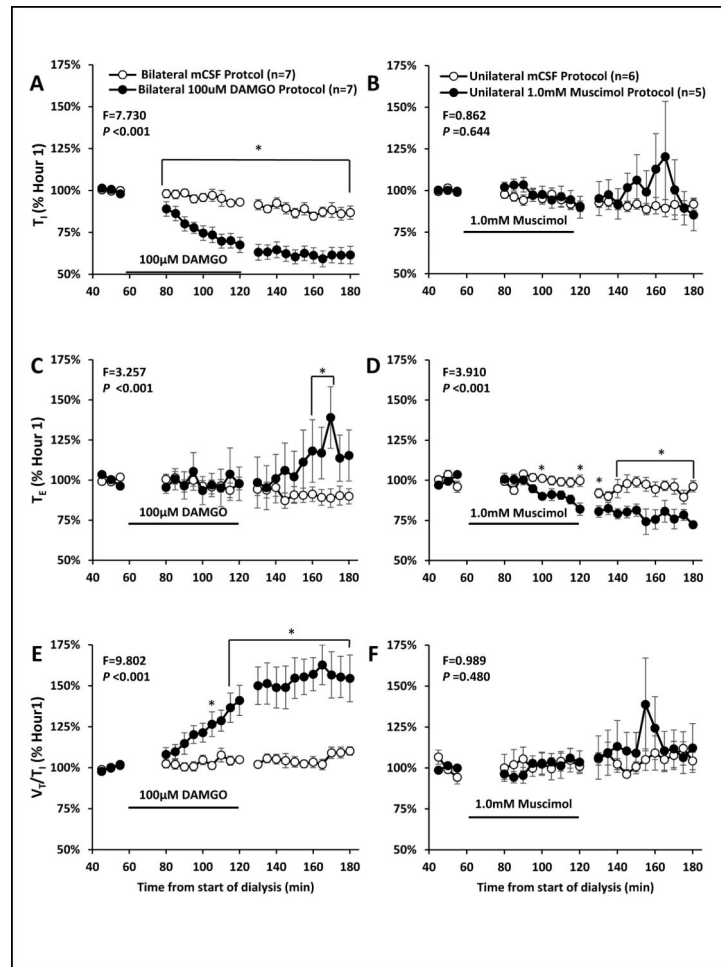 A
Bilateral mCSF Protcol (n=7)
Bilateral 100uM DAMGO Protocol (n=7)
F=7.730
P <0.001
*
TI (% Hour 1)
175%
150%
125%
100%
75%
50%
100µM DAMGO
40 60 80 100 120 140 160 180
B
Unilateral mCSF Protocol (n=6)
Unilateral 1.0mM Muscimol Protocol (n=5)
F=0.862
P =0.644
175%
150%
125%
100%
75%
50%
1.0mM Muscimol
40 60 80 100 120 140 160 180
C
F=3.257
P <0.001
*
TE (% Hour 1)
175%
150%
125%
100%
75%
50%
100µM DAMGO
40 60 80 100 120 140 160 180
D
F=3.910
P <0.001
* * * *
175%
150%
125%
100%
75%
50%
1.0mM Muscimol
40 60 80 100 120 140 160 180
E
F=9.802
P <0.001
*
*
VT/TI (% Hour1)
175%
150%
125%
100%
75%
50%
100µM DAMGO
40 60 80 100 120 140 160 180
Time from start of dialysis (min)
F
F=0.989
P =0.480
175%
150%
125%
100%
75%
50%
1.0mM Muscimol
40 60 80 100 120 140 160 180
Time from start of dialysis (min)